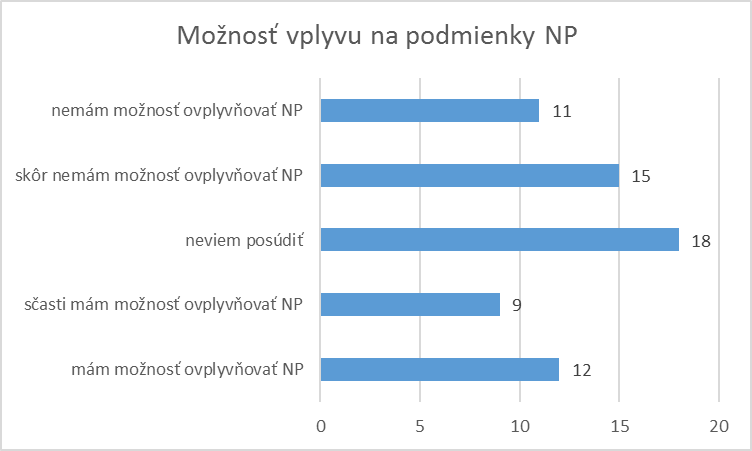 Možnosť vplyvu na podmienky NP
nemám možnosť ovplyvňovať NP
11
skôr nemám možnosť ovplyvňovať NP
15
neviem posúdiť
18
sčasti mám možnosť ovplyvňovať NP
9
mám možnosť ovplyvňovať NP
12
0 5 10 15 20